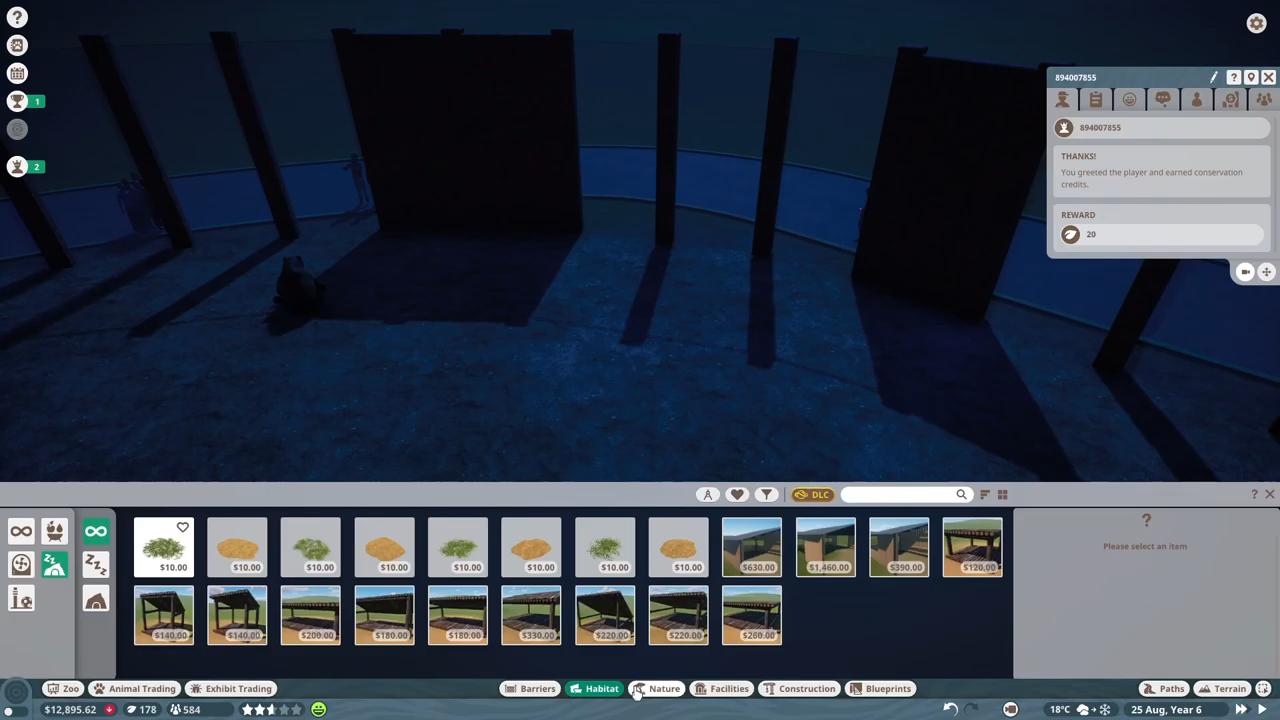 ?
1
2
894007855
?
894007855
THANKS!
You greeted the player and earned conservation
credits.
REWARD
20
DLC
?
$10.00 $10.00 $10.00 $10.00 $10.00 $10.00 $10.00 $10.00 $630.00 $1,460.00 $390.00 $120.00
$140.00 $140.00 $200.00 $180.00 $180.00 $330.00 $220.00 $220.00 $260.00
?
Please select an item
Zoo Animal Trading Exhibit Trading Barriers Habitat Nature Facilities Construction Blueprints Paths Terrain
$12,895.62 178 584 18°C 25 Aug, Year 6